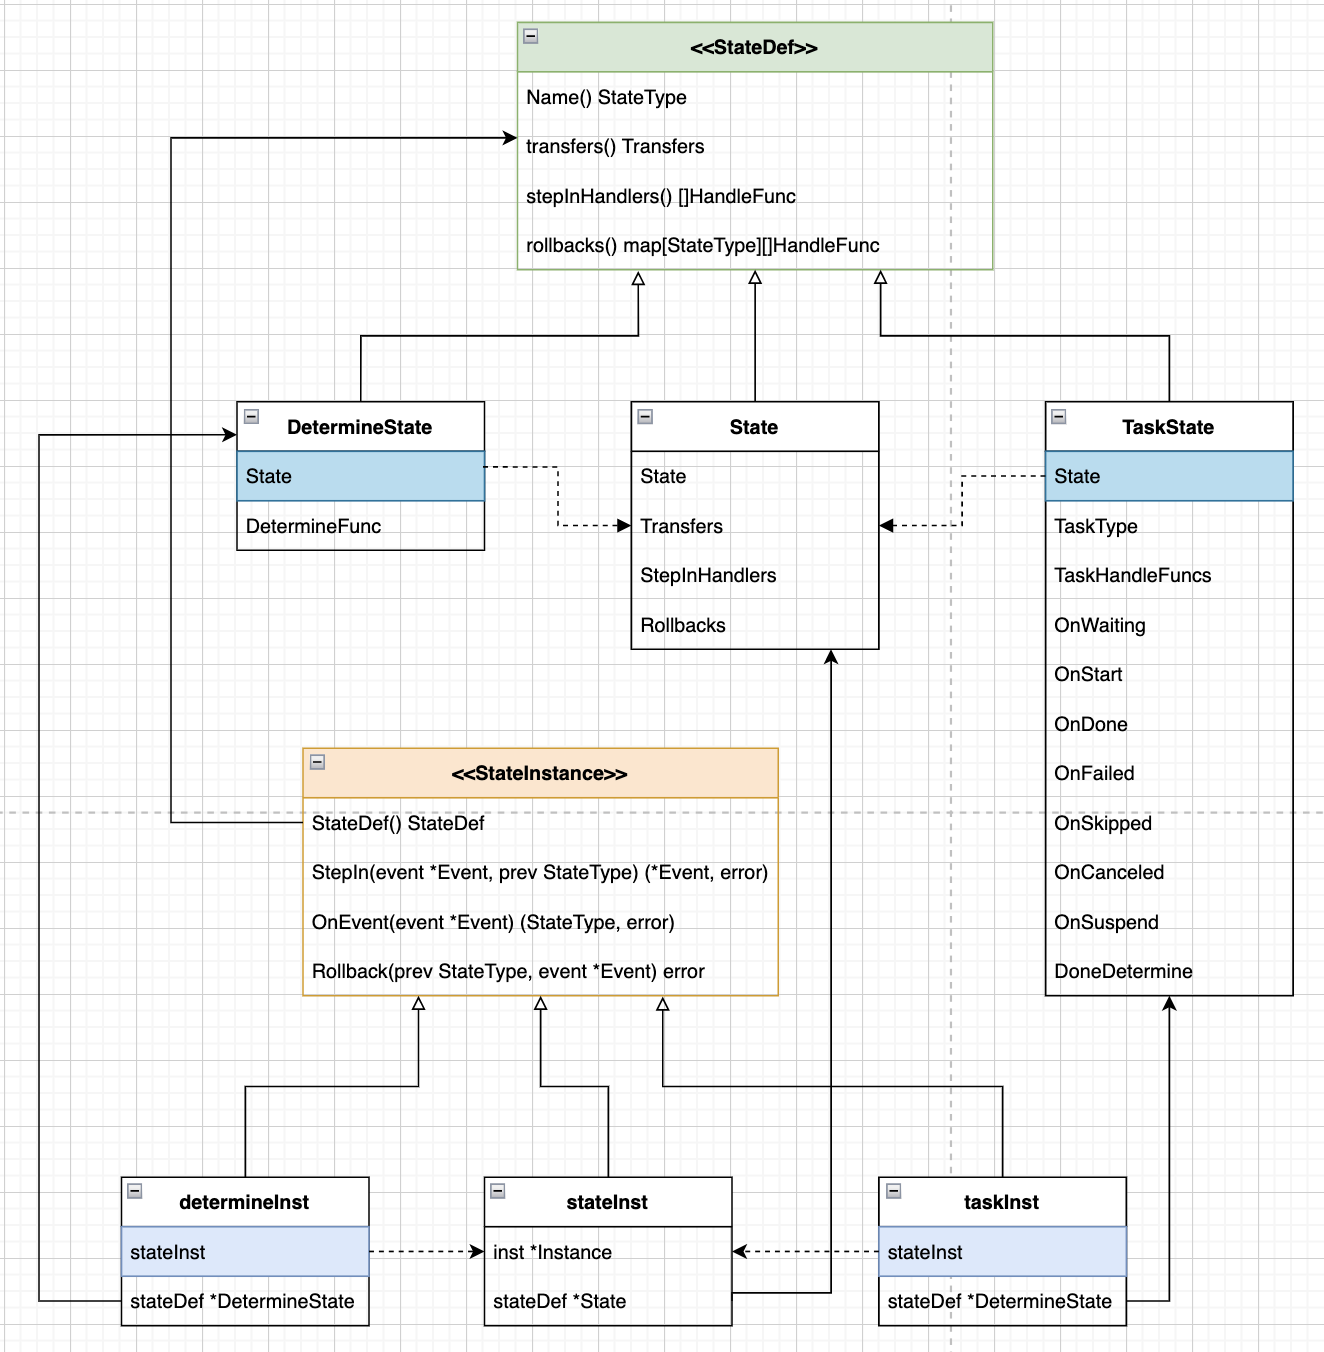 <<StateDef>>
Name() StateType
transfers() Transfers
stepInHandlers() []HandleFunc
rollbacks() map[StateType][]HandleFunc
DetermineState
State
DetermineFunc
State
State
Transfers
StepInHandlers
Rollbacks
TaskState
State
TaskType
TaskHandleFuncs
OnWaiting
OnStart
OnDone
OnFailed
OnSkipped
OnCanceled
OnSuspend
DoneDetermine
<<StateInstance>>
StateDef() StateDef
StepIn(event *Event, prev StateType) (*Event, error)
OnEvent(event *Event) (StateType, error)
Rollback(prev StateType, event *Event) error
determineInst
stateInst
stateDef *DetermineState
stateInst
inst *Instance
stateDef *State
taskInst
stateInst
stateDef *DetermineState